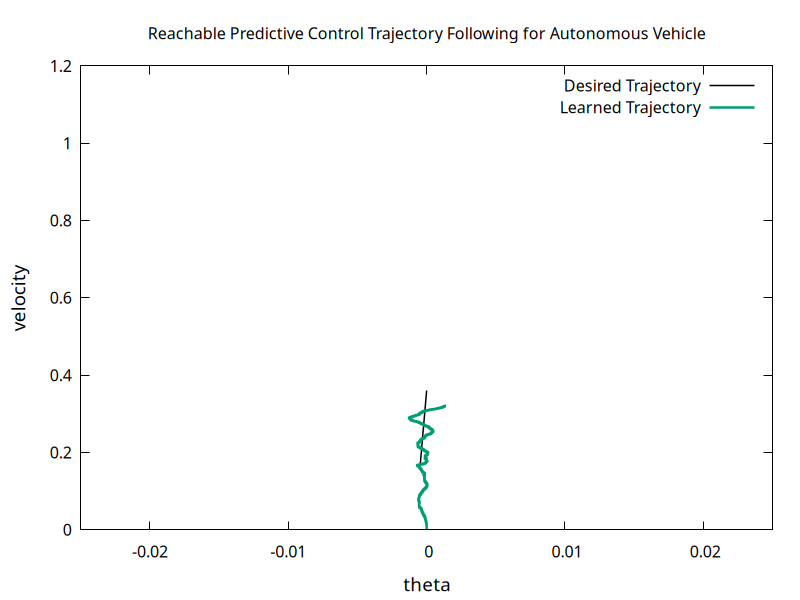 Reachable Predictive Control Trajectory Following for Autonomous Vehicle
Desired Trajectory
Learned Trajectory
1.2
1
0.8
0.6
0.4
0.2
0
velocity
-0.02
-0.01
0
0.01
0.02
theta